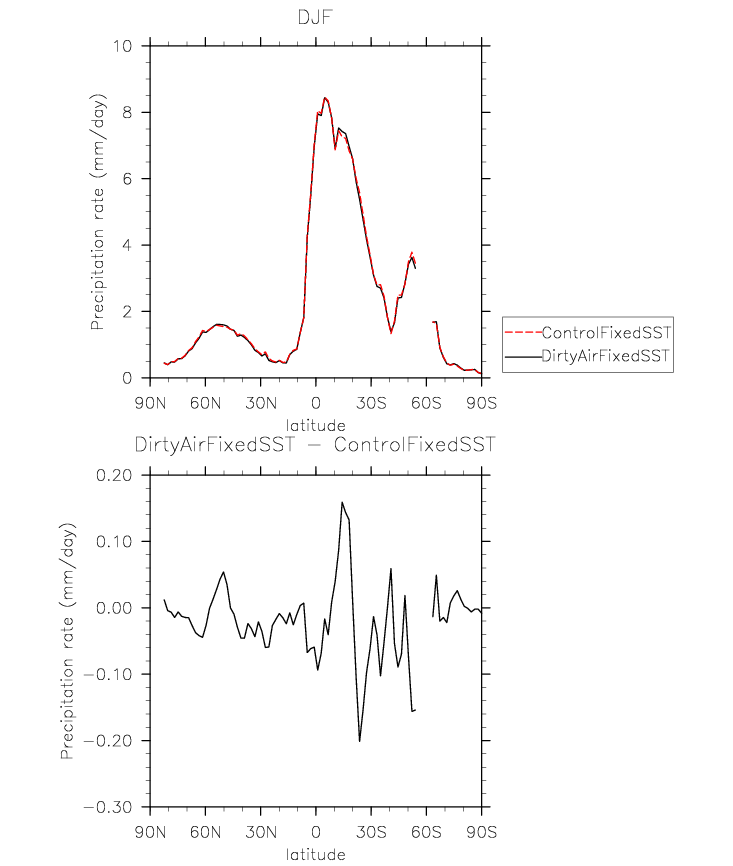 DJF
10
8
6
4
2
0
Precipitation rate (mm/day)
90N 60N 30N 0 30S 60S 90S
latitude
ControlFixedSST
DirtyAirFixedSST
DirtyAirFixedSST − ControlFixedSST
0.20
0.10
0.00
−0.10
−0.20
−0.30
Precipitation rate (mm/day)
90N 60N 30N 0 30S 60S 90S
latitude